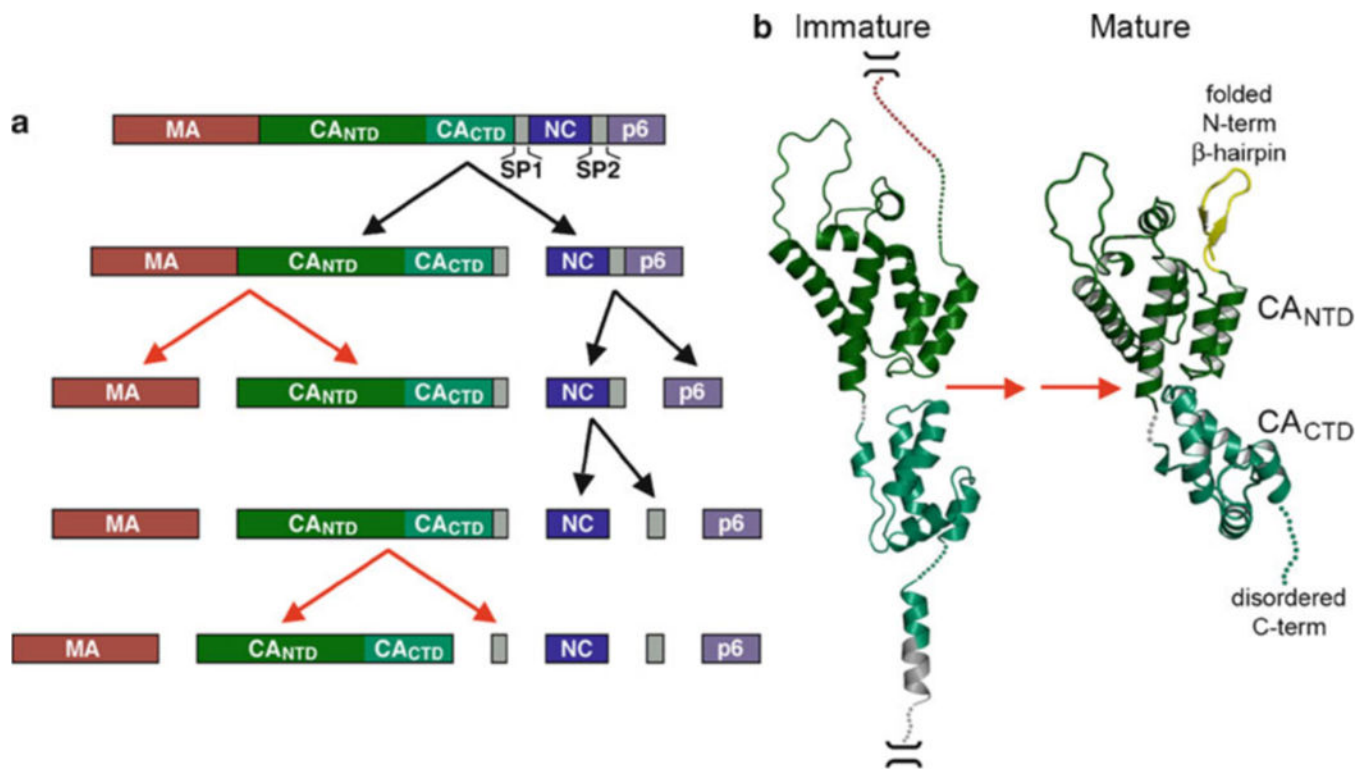 a
MA CANTD CACTD NC p6
SP1 SP2
MA CANTD CACTD NC p6
MA CANTD CACTD NC p6
MA CANTD CACTD NC p6
MA CANTD CACTD NC p6
b Immature Mature
folded
N-term
β-hairpin
CANTD
CACTD
disordered
C-term